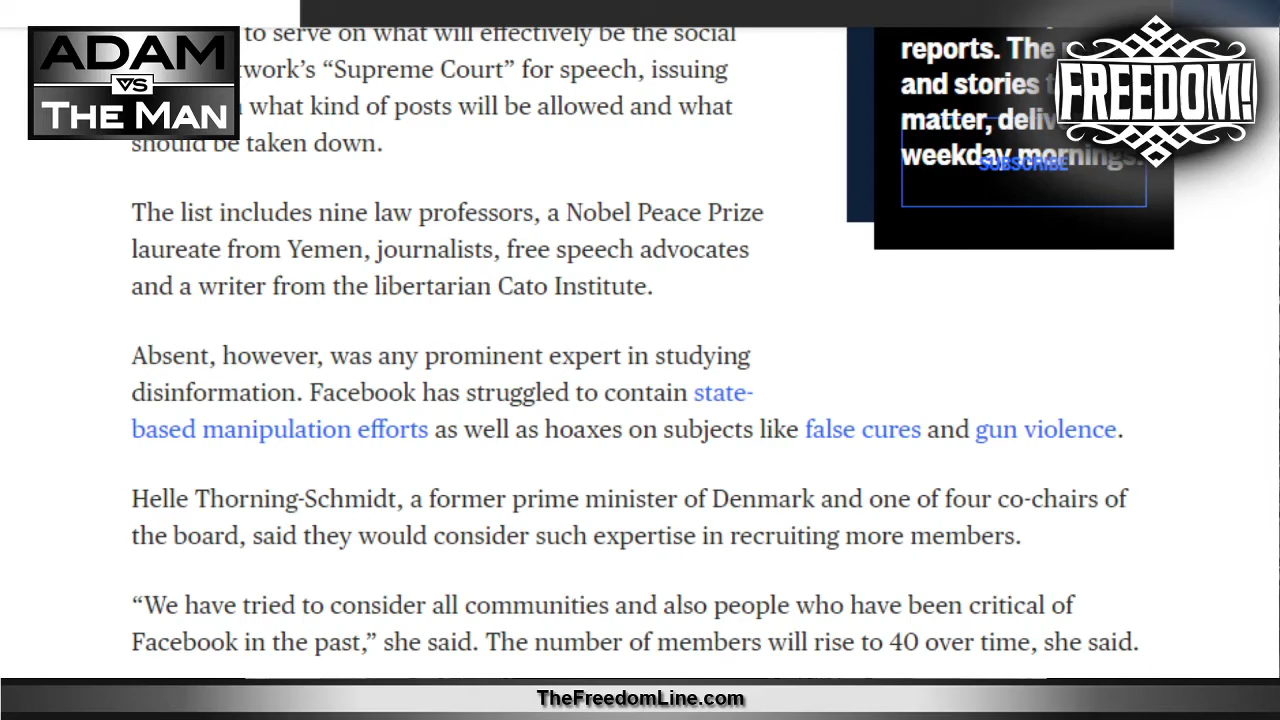 ADAM
VS
THE MAN
FREEDOM!
to serve on what will effectively be the social
twork's “Supreme Court” for speech, issuing
what kind of posts will be allowed and what
should be taken down.
The list includes nine law professors, a Nobel Peace Prize
laureate from Yemen, journalists, free speech advocates
and a writer from the libertarian Cato Institute.
Absent, however, was any prominent expert in studying
disinformation. Facebook has struggled to contain state-
based manipulation efforts as well as hoaxes on subjects like false cures and gun violence.
Helle Thorning-Schmidt, a former prime minister of Denmark and one of four co-chairs of
the board, said they would consider such expertise in recruiting more members.
“We have tried to consider all communities and also people who have been critical of
Facebook in the past,” she said. The number of members will rise to 40 over time, she said.
reports. The
and stories
matter, deliv
weekday mornings.
SUBSCRIBE
TheFreedomLine.com